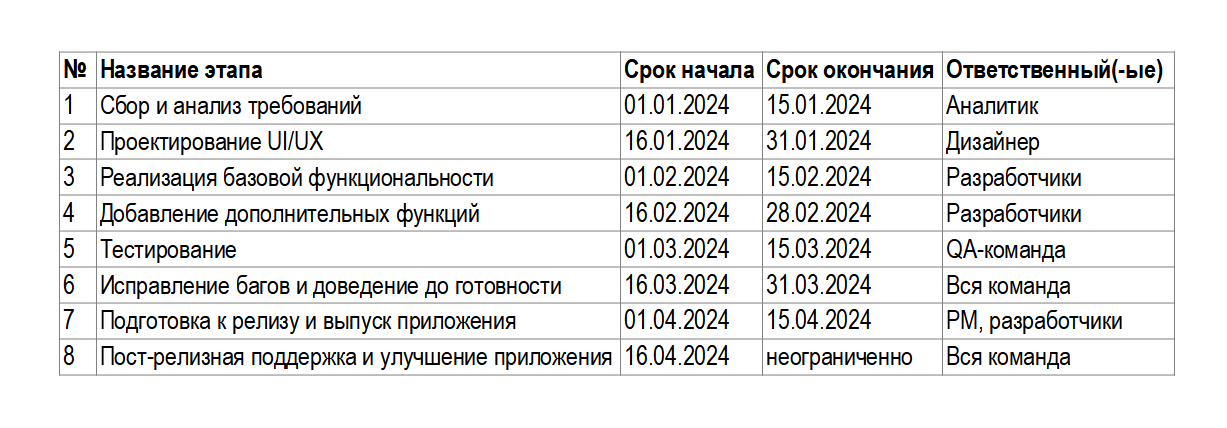 № Название этапа Срок начала Срок окончания Ответственный(-ые)
1 Сбор и анализ требований 01.01.2024 15.01.2024 Аналитик
2 Проектирование UI/UX 16.01.2024 31.01.2024 Дизайнер
3 Реализация базовой функциональности 01.02.2024 15.02.2024 Разработчики
4 Добавление дополнительных функций 16.02.2024 28.02.2024 Разработчики
5 Тестирование 01.03.2024 15.03.2024 QA-команда
6 Исправление багов и доведение до готовности 16.03.2024 31.03.2024 Вся команда
7 Подготовка к релизу и выпуск приложения 01.04.2024 15.04.2024 PM, разработчики
8 Пост-релизная поддержка и улучшение приложения 16.04.2024 неограниченно Вся команда